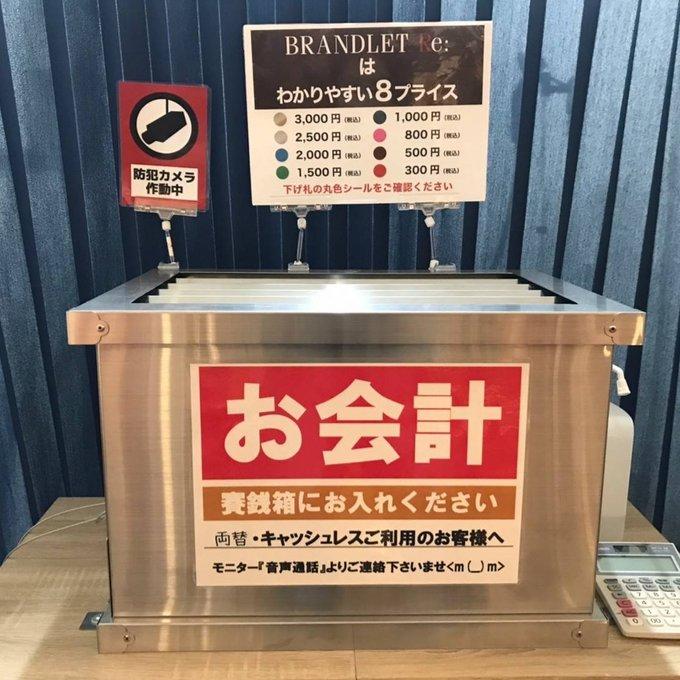 BRANDLET Re:
は
わかりやすい8プライス
3,000円(税込)
1,000円(税込)
2,500円(税込)
800円(税込)
2,000円(税込)
500円(税込)
1,500円(税込)
300円(税込)
下げ札の丸色シールをご確認ください
防犯カメラ
作動中
お会計
賽銭箱にお入れください
両替・キャッシュレスご利用のお客様へ
モニター『音声通話』よりご連絡下さいませ<m(_)m>